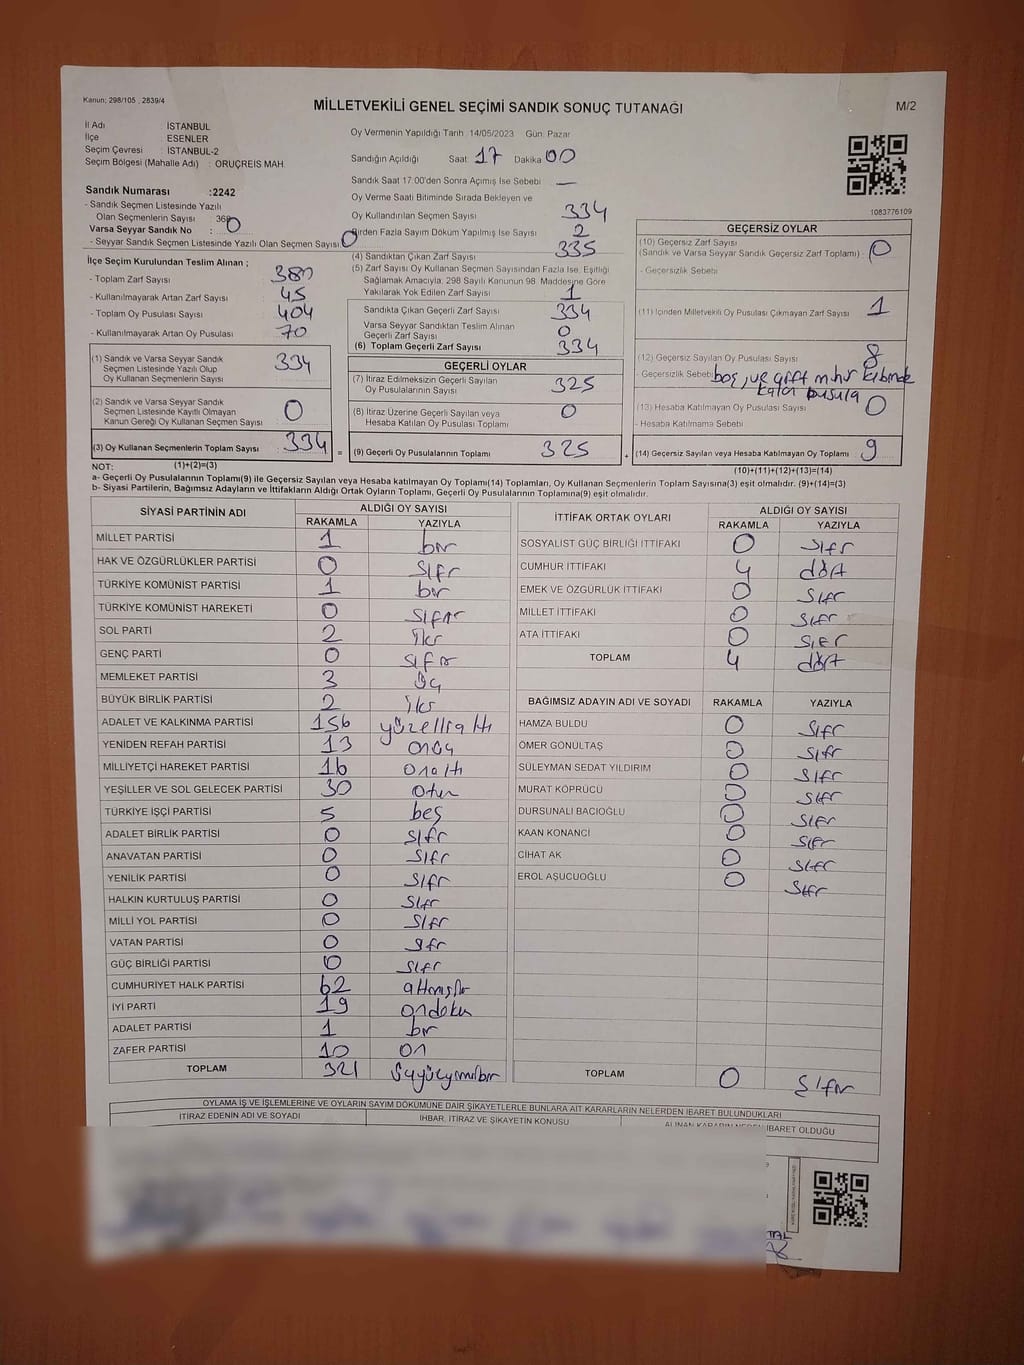 Kanun; 298/105 , 2839/4
MİLLETVEKİLİ GENEL SEÇİMİ SANDIK SONUÇ TUTANAĞI
M/2
İl Adı : İSTANBUL
İlçe : ESENLER
Seçim Çevresi : İSTANBUL-2
Seçim Bölgesi (Mahalle Adı) : ORUÇREIS MAH.
Sandık Numarası :2242
- Sandık Seçmen Listesinde Yazılı
Olan Seçmenlerin Sayısı : 368
Varsa Seyyar Sandık No : 0
- Seyyar Sandık Seçmen Listesinde Yazılı Olan Seçmen Sayısı: 0
İlçe Seçim Kurulundan Teslim Alınan ;
- Toplam Zarf Sayısı : 380
- Kullanılmayarak Artan Zarf Sayısı : 45
- Toplam Oy Pusulası Sayısı : 404
- Kullanılmayarak Artan Oy Pusulası : 70
(1) Sandık ve Varsa Seyyar Sandık
Seçmen Listesinde Yazılı Olup
Oy Kullanan Seçmenlerin Sayısı : 334
(2) Sandık ve Varsa Seyyar Sandık
Seçmen Listesinde Kayıtlı Olmayan
Kanun Gereği Oy Kullanan Seçmen Sayısı : 0
(3) Oy Kullanan Seçmenlerin Toplam Sayısı : 334
Oy Vermenin Yapıldığı Tarih :14/05/2023 Gün: Pazar
Sandığın Açıldığı Saat : 17 Dakika : 00
Sandık Saat 17:00'den Sonra Açımış İse Sebebi : —
Oy Verme Saati Bitiminde Sırada Bekleyen ve
Oy Kullandırılan Seçmen Sayısı : 334
Birden Fazla Sayım Döküm Yapılmış İse Sayısı : 2
(4) Sandıktan Çıkan Zarf Sayısı : 335
(5) Zarf Sayısı Oy Kullanan Seçmen Sayısından Fazla İse, Eşitliği
Sağlamak Amacıyla; 298 Sayılı Kanunun 98. Maddesine Göre
Yakılarak Yok Edilen Zarf Sayısı : 1
Sandıkta Çıkan Geçerli Zarf Sayısı : 334
Varsa Seyyar Sandıktan Teslim Alınan
Geçerli Zarf Sayısı : 0
(6) Toplam Geçerli Zarf Sayısı : 334
GEÇERLİ OYLAR
(7) İtiraz Edilmeksizin Geçerli Sayılan
Oy Pusulalarının Sayısı : 325
(8) İtiraz Üzerine Geçerli Sayılan veya
Hesaba Katılan Oy Pusulası Toplamı : 0
= (9) Geçerli Oy Pusulalarının Toplamı : 325
1083776109
GEÇERSİZ OYLAR
(10) Geçersiz Zarf Sayısı
(Sandık ve Varsa Seyyar Sandık Geçersiz Zarf Toplamı) : 0
- Geçersizlik Sebebi :
(11) İçinden Milletvekili Oy Pusulası Çıkmayan Zarf Sayısı : 1
(12) Geçersiz Sayılan Oy Pusulası Sayısı : 8
- Geçersizlik Sebebi : boş, ve çift mühür kabinde
kalan pusula
(13) Hesaba Katılmayan Oy Pusulası Sayısı : 0
- Hesaba Katılmama Sebebi :
+ (14) Geçersiz Sayılan veya Hesaba Katılmayan Oy Toplamı : 9
NOT: (1)+(2)=(3)
(10)+(11)+(12)+(13)=(14)
a- Geçerli Oy Pusulalarının Toplamı(9) ile Geçersiz Sayılan veya Hesaba katılmayan Oy Toplamı(14) Toplamları, Oy Kullanan Seçmenlerin Toplam Sayısına(3) eşit olmalıdır. (9)+(14)=(3)
b- Siyasi Partilerin, Bağımsız Adayların ve İttifakların Aldığı Ortak Oyların Toplamı, Geçerli Oy Pusulalarının Toplamına(9) eşit olmalıdır.
SİYASİ PARTİNİN ADI
ALDIĞI OY SAYISI
RAKAMLA YAZIYLA
MİLLET PARTİSİ 1 bir
HAK VE ÖZGÜRLÜKLER PARTİSİ 0 sıfır
TÜRKİYE KOMÜNİST PARTİSİ 1 bir
TÜRKİYE KOMÜNİST HAREKETİ 0 sıfır
SOL PARTİ 2 iki
GENÇ PARTİ 0 sıfır
MEMLEKET PARTİSİ 3 üç
BÜYÜK BİRLİK PARTİSİ 2 iki
ADALET VE KALKINMA PARTİSİ 156 yüzellialtı
YENİDEN REFAH PARTİSİ 13 onüç
MİLLİYETÇİ HAREKET PARTİSİ 16 onaltı
YEŞİLLER VE SOL GELECEK PARTİSİ 30 otuz
TÜRKİYE İŞÇİ PARTİSİ 5 beş
ADALET BİRLİK PARTİSİ 0 sıfır
ANAVATAN PARTİSİ 0 sıfır
YENİLİK PARTİSİ 0 sıfır
HALKIN KURTULUŞ PARTİSİ 0 sıfır
MİLLİ YOL PARTİSİ 0 sıfır
VATAN PARTİSİ 0 sıfır
GÜÇ BİRLİĞİ PARTİSİ 0 sıfır
CUMHURİYET HALK PARTİSİ 62 altmışiki
İYİ PARTİ 19 ondokuz
ADALET PARTİSİ 1 bir
ZAFER PARTİSİ 10 on
TOPLAM 321 üçyüzyirmibir
İTTİFAK ORTAK OYLARI
ALDIĞI OY SAYISI
RAKAMLA YAZIYLA
SOSYALİST GÜÇ BİRLİĞİ İTTİFAKI 0 sıfır
CUMHUR İTTİFAKI 4 dört
EMEK VE ÖZGÜRLÜK İTTİFAKI 0 sıfır
MİLLET İTTİFAKI 0 sıfır
ATA İTTİFAKI 0 sıfır
TOPLAM 4 dört
BAĞIMSIZ ADAYIN ADI VE SOYADI RAKAMLA YAZIYLA
HAMZA BULDU 0 sıfır
ÖMER GÖNÜLTAŞ 0 sıfır
SÜLEYMAN SEDAT YILDIRIM 0 sıfır
MURAT KÖPRÜCÜ 0 sıfır
DURSUNALİ BACIOĞLU 0 sıfır
KAAN KONANCİ 0 sıfır
CİHAT AK 0 sıfır
EROL AŞUCUOĞLU 0 sıfır
TOPLAM 0 sıfır
OYLAMA İŞ VE İŞLEMLERİNE VE OYLARIN SAYIM DÖKÜMÜNE DAİR ŞİKAYETLERLE BUNLARA AİT KARARLARIN NELERDEN İBARET BULUNDUKLARI
İTİRAZ EDENİN ADI VE SOYADI
İHBAR, İTİRAZ VE ŞİKAYETİN KONUSU
ALINAN KARARIN NEDEN İBARET OLDUĞU